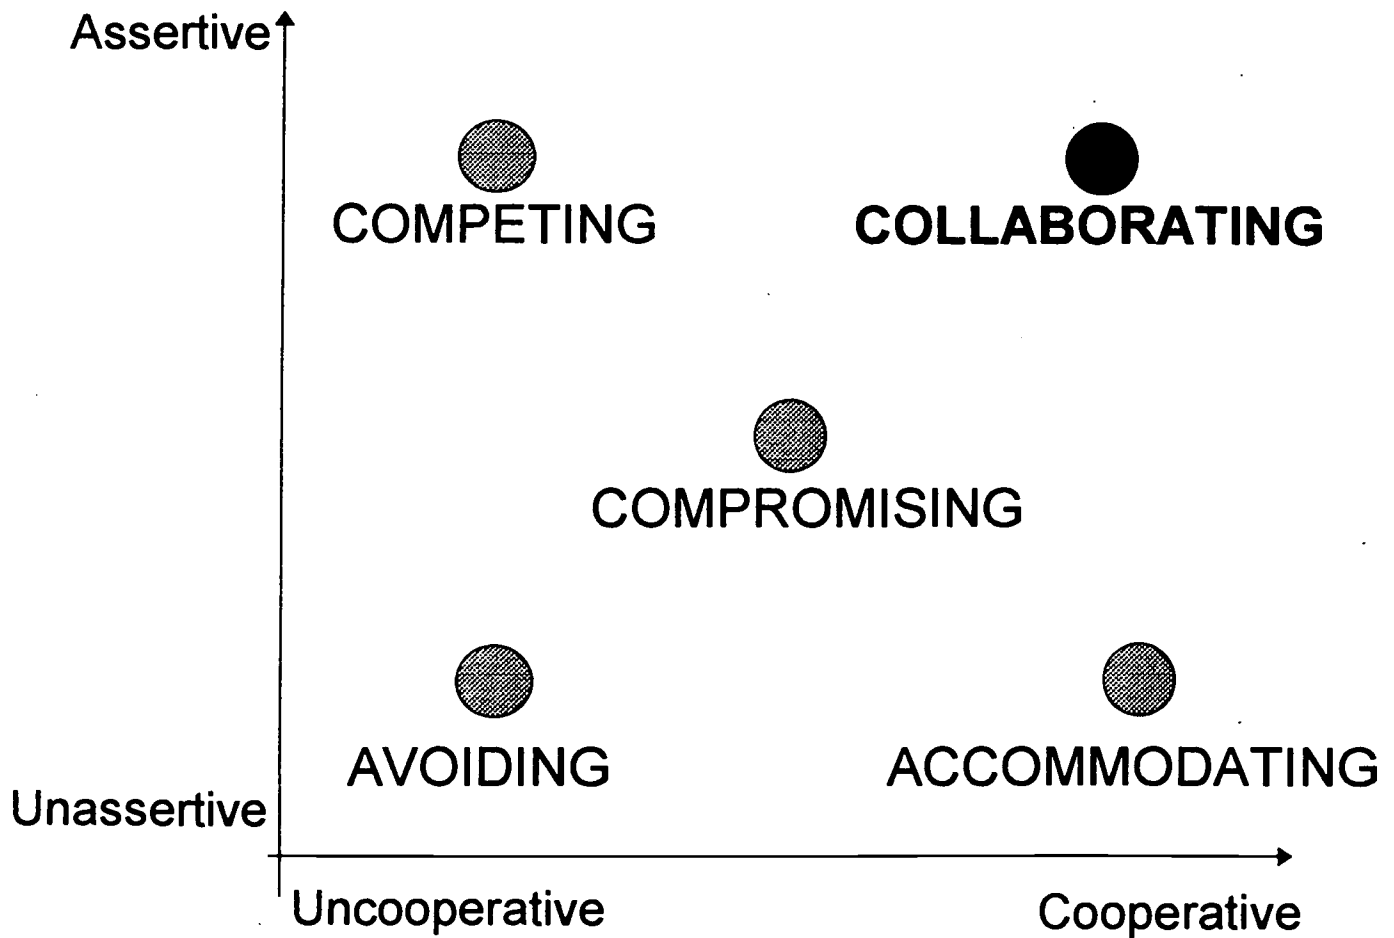 Assertive
COMPETING
COLLABORATING
COMPROMISING
AVOIDING
ACCOMMODATING
Unassertive
Uncooperative
Cooperative